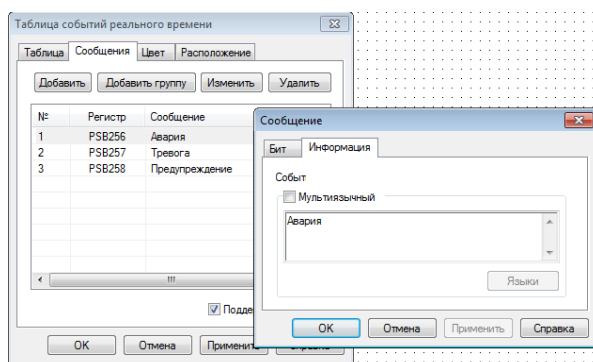 Таблица событий реального времени
Таблица Сообщения Цвет Расположение
Добавить Добавить группу Изменить Удалить
№ Регистр Сообщение
1 PSB256 Авария
2 PSB257 Тревога
3 PSB258 Предупреждение
Подде
OK Отмена Применить
Сообщение
Бит Информация
Событ
Мультиязычный
Авария
Языки
OK Отмена Применить Справка